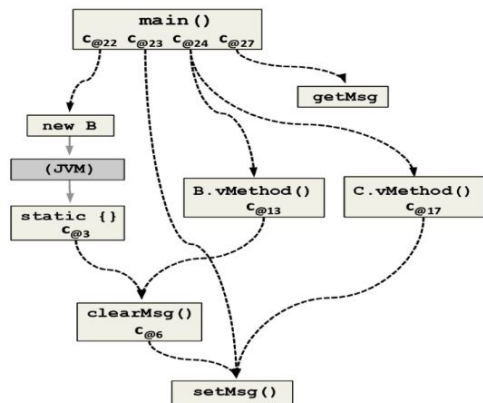 main()
c@22 c@23 c@24 c@27
getMsg
new B
(JVM)
static {}
c@3
B.vMethod()
c@13
C.vMethod()
c@17
clearMsg()
c@6
setMsg()